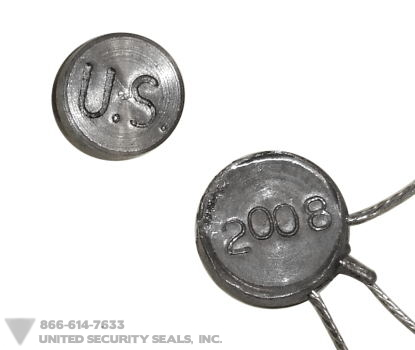 U.S.
2008
866-614-7633
UNITED SECURITY SEALS, INC.